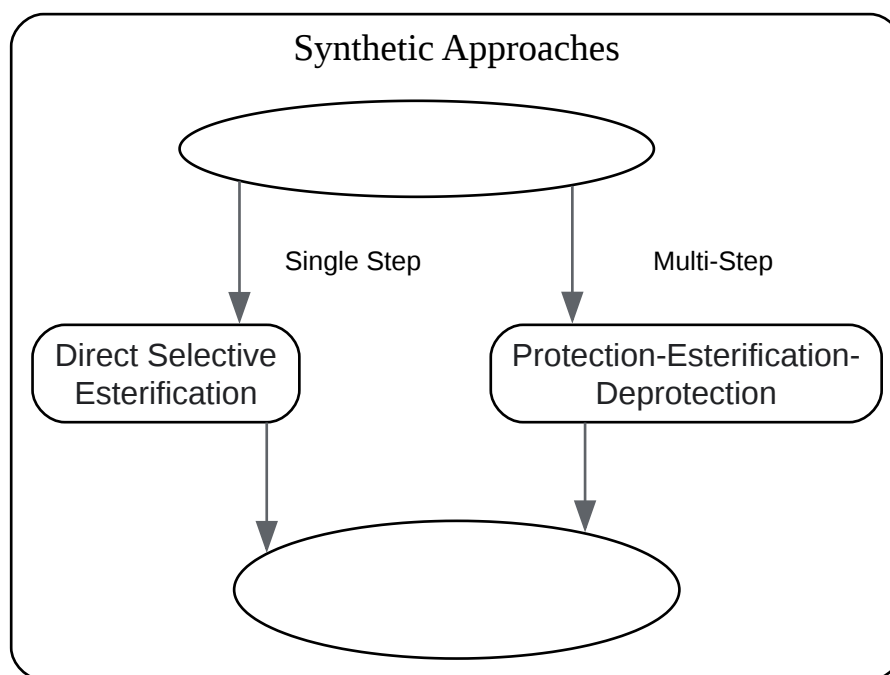 Synthetic Approaches
Single Step
Multi-Step
Direct Selective
Esterification
Protection-Esterification-
Deprotection